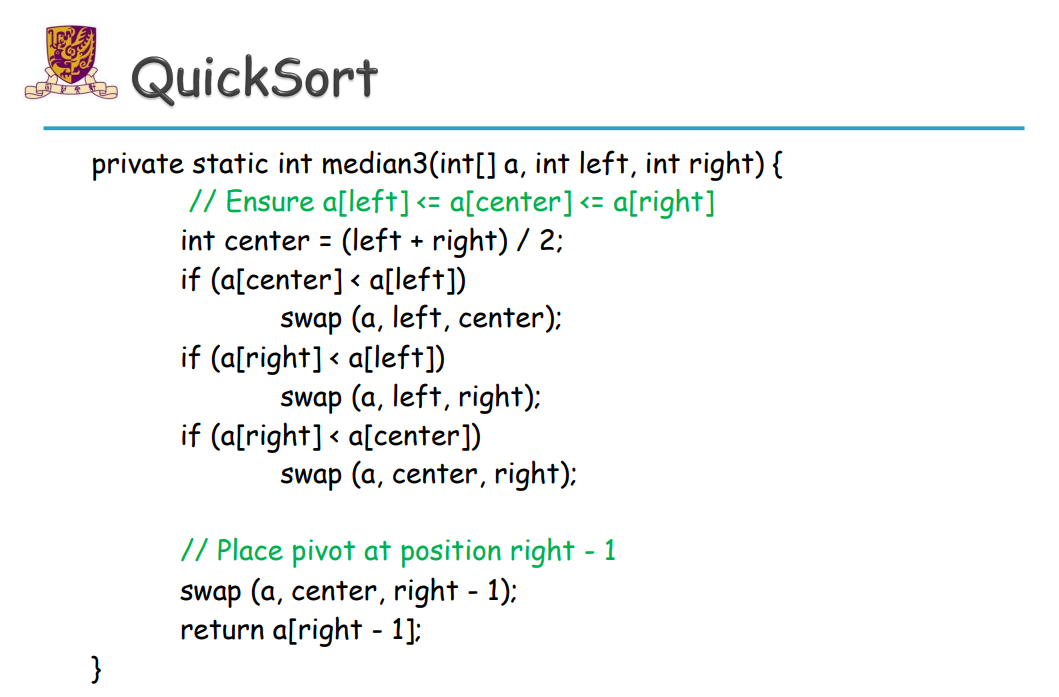 QuickSort
private static int median3(int[] a, int left, int right) {
// Ensure a[left] <= a[center] <= a[right]
int center = (left + right) / 2;
if (a[center] < a[left])
swap (a, left, center);
if (a[right] < a[left])
swap (a, left, right);
if (a[right] < a[center])
swap (a, center, right);
// Place pivot at position right - 1
swap (a, center, right - 1);
return a[right - 1];
}